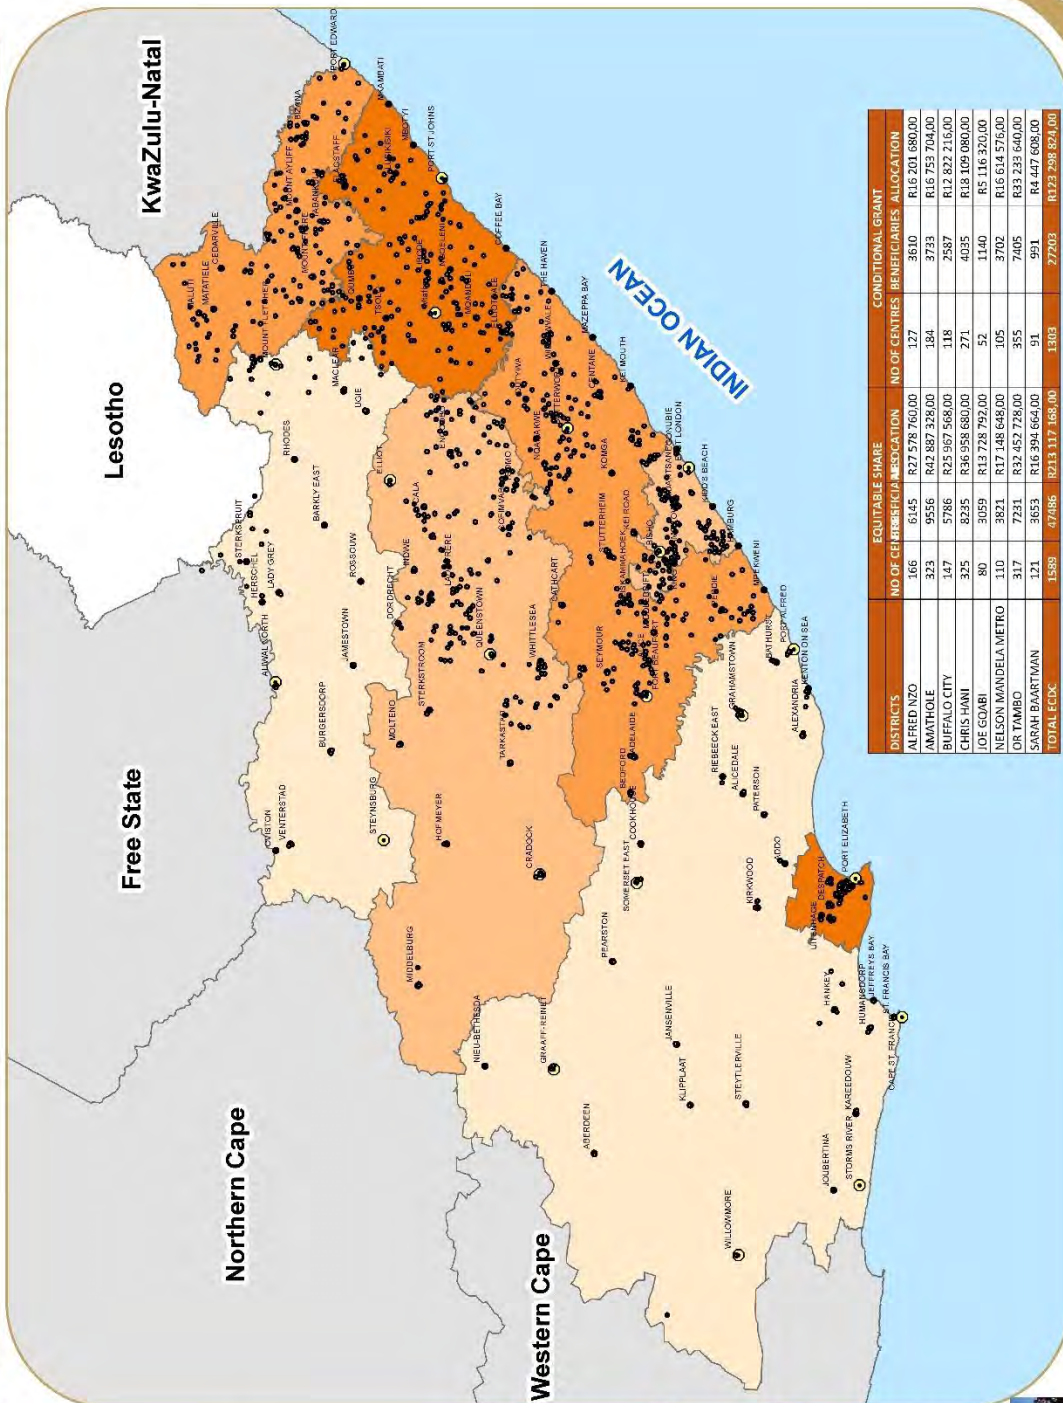 KwaZulu-Natal
Lesotho
Free State
Northern Cape
Western Cape
INDIAN OCEAN
PORT EDWARD
BIZANA
MKAMBATI
MBOTYI
LUSIKISIKI
FLAGSTAFF
MOUNT AYLIFF
TABANKULU
PORT ST JOHNS
CEDARVILLE
MALUTI
MATATIELE
MOUNT FRERE
MOUNT FLETCHER
QUMBU
TSOLO
LIBODE
NGQELENI
MQANDULI
COFFEE BAY
ELLIOTDALE
THE HAVEN
MACLEAR
UGIE
RHODES
BARKLY EAST
ROSSOUW
STERKSPRUIT
HERSCHEL
LADY GREY
ALIWAL NORTH
JAMESTOWN
BURGERSDORP
OVISTON
VENTERSTAD
STEYNSBURG
ELLIOT
CALA
INDWE
DORDRECHT
STERKSTROOM
MOLTENO
HOFMEYER
MIDDELBURG
COFIMVABA
QUEENSTOWN
WHITTLESEA
TARKASTAD
CRADOCK
CATHCART
MAZEPPA BAY
CENTANE
KEI MOUTH
NQAMAKWE
KOMGA
STUTTERHEIM
KEI ROAD
BISHO
SEYMOUR
ALICE
FORT BEAUFORT
ADELAIDE
BEDFORD
COOKHOUSE
SOMERSET EAST
PEARSTON
EAST LONDON
KIDD'S BEACH
HAMBURG
PEDDIE
MPEKWENI
PORT ALFRED
BATHURST
KENTON ON SEA
ALEXANDRIA
GRAHAMSTOWN
RIEBEECK EAST
ALICEDALE
PATERSON
ADDO
KIRKWOOD
PORT ELIZABETH
DESPATCH
UITENHAGE
NIEU-BETHESDA
GRAAFF-REINET
ABERDEEN
JANSENVILLE
KLIPPLAAT
STEYTLERVILLE
WILLOWMORE
HANKEY
HUMANSDORP
JEFFREYS BAY
ST. FRANCIS BAY
CAPE ST. FRANCIS
KAREEDOUW
STORMS RIVER
JOUBERTINA
EQUITABLE SHARE CONDITIONAL GRANT
DISTRICTS NO OF CENTRES ALLOCATION NO OF CENTRES BENEFICIARIES ALLOCATION
ALFRED NZO 166 6145 R27 578 760,00 127 3610 R16 201 680,00
AMATHOLE 323 9556 R42 887 328,00 184 3733 R16 753 704,00
BUFFALO CITY 147 5786 R25 967 568,00 118 2587 R12 822 216,00
CHRIS HANI 325 8235 R36 958 680,00 271 4035 R18 109 080,00
JOE GQABI 80 3059 R13 728 792,00 52 1140 R5 116 320,00
NELSON MANDELA METRO 110 3821 R17 148 648,00 105 3702 R16 614 576,00
OR TAMBO 317 7231 R32 452 728,00 355 7405 R33 233 640,00
SARAH BAARTMAN 121 3653 R16 394 664,00 91 991 R4 447 608,00
TOTAL ECDC 1589 47486 R213 117 168,00 1303 27203 R123 298 824,00